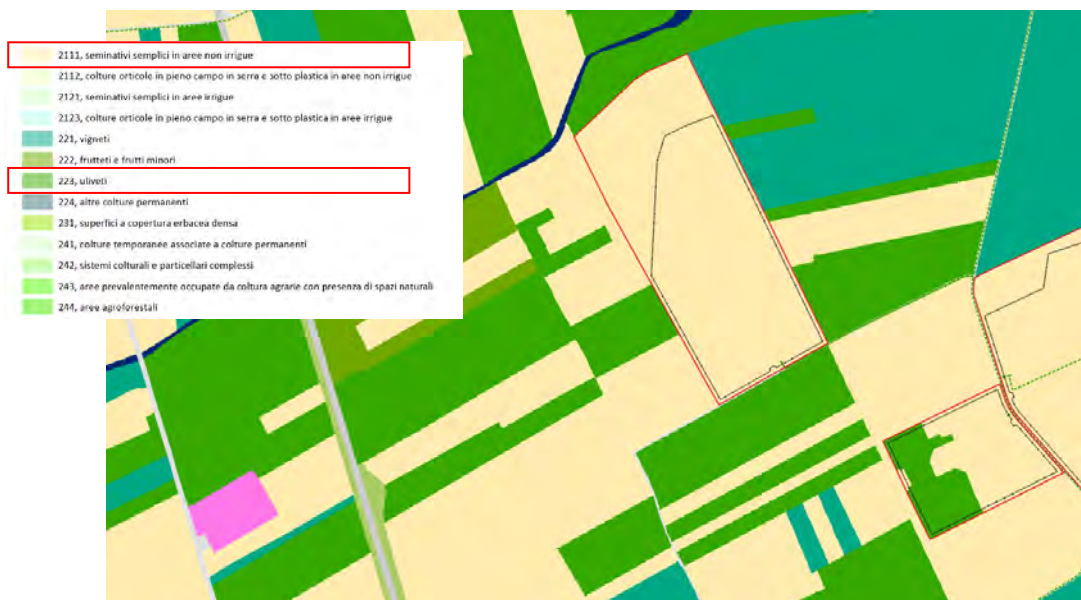 2111, seminativi semplici in aree non irrigue
2112, colture orticole in pieno campo in serra e sotto plastica in aree non irrigue
2121, seminativi semplici in aree irrigue
2123, colture orticole in pieno campo in serra e sotto plastica in aree irrigue
221, vigneti
222, frutteti e frutti minori
223, uliveti
224, altre colture permanenti
231, superfici a copertura erbacea densa
241, colture temporanee associate a colture permanenti
242, sistemi colturali e particellari complessi
243, aree prevalentemente occupate da coltura agrarie con presenza di spazi naturali
244, aree agroforestali